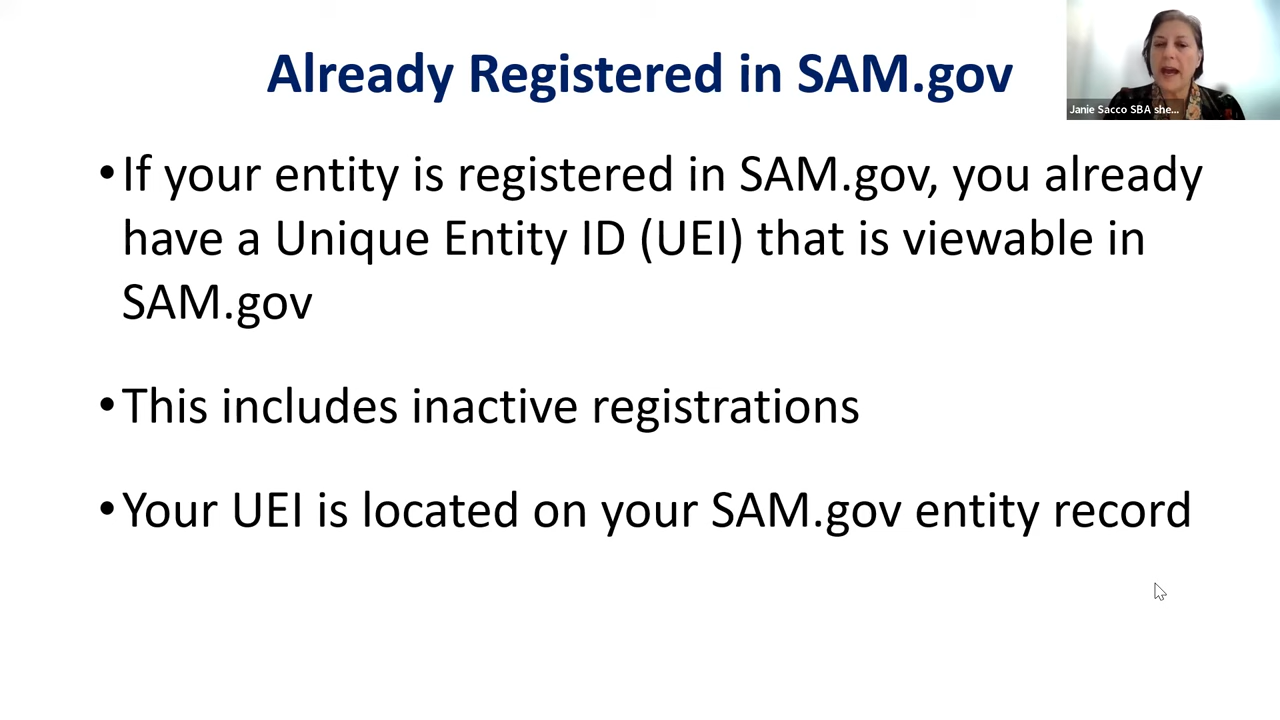 Already Registered in SAM.gov
Janie Sacco SBA she...
•If your entity is registered in SAM.gov, you already
have a Unique Entity ID (UEI) that is viewable in
SAM.gov
•This includes inactive registrations
•Your UEI is located on your SAM.gov entity record